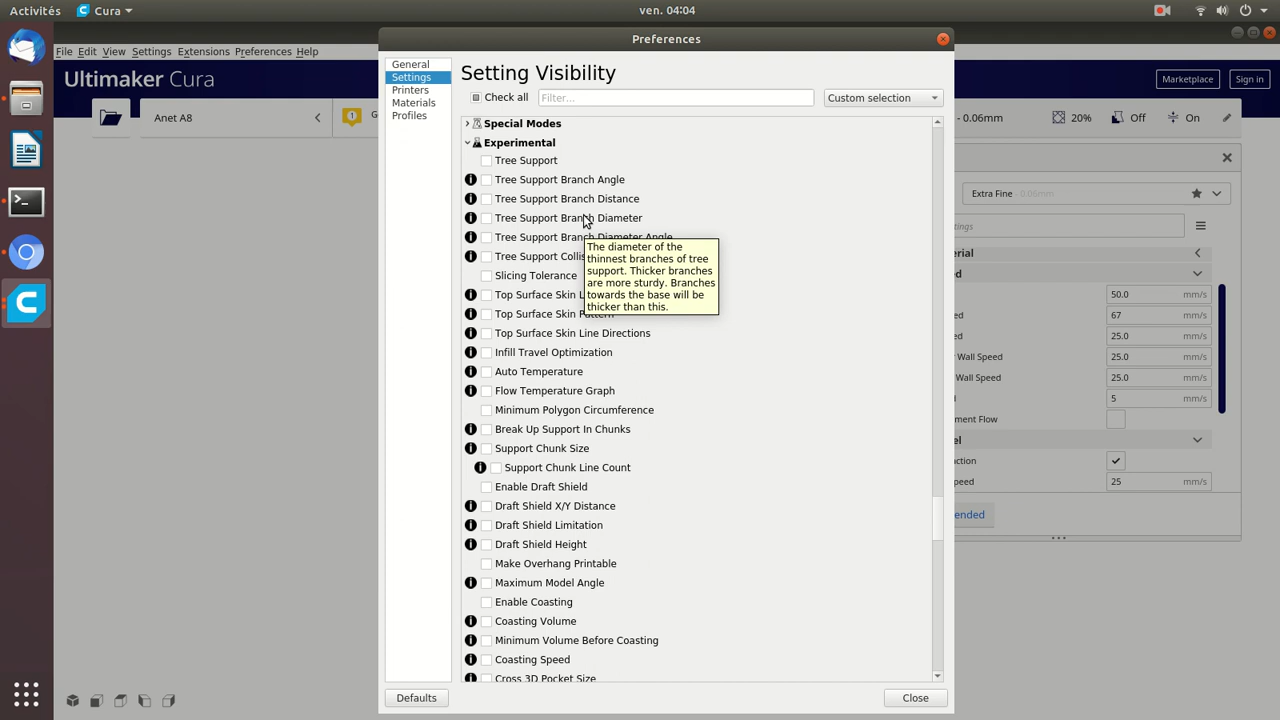 Activités
Cura
ven. 04:04
File Edit View Settings Extensions Preferences Help
Ultimaker Cura
Marketplace
Sign in
Anet A8
- 0.06mm
20%
Off
On
Extra Fine - 0.06mm
ttings
erial
ed
50.0 mm/s
ed 67 mm/s
25.0 mm/s
Wall Speed 25.0 mm/s
Wall Speed 25.0 mm/s
d 5 mm/s
ment Flow
el
action
peed 25 mm/s
ended
Preferences
General
Settings
Printers
Materials
Profiles
Setting Visibility
Check all
Filter...
Custom selection
Special Modes
Experimental
Tree Support
Tree Support Branch Angle
Tree Support Branch Distance
Tree Support Branch Diameter
Tree Support Branch Diameter Angle
Tree Support Collis
Slicing Tolerance
Top Surface Skin L
Top Surface Skin Pattern
Top Surface Skin Line Directions
Infill Travel Optimization
Auto Temperature
Flow Temperature Graph
Minimum Polygon Circumference
Break Up Support In Chunks
Support Chunk Size
Support Chunk Line Count
Enable Draft Shield
Draft Shield X/Y Distance
Draft Shield Limitation
Draft Shield Height
Make Overhang Printable
Maximum Model Angle
Enable Coasting
Coasting Volume
Minimum Volume Before Coasting
Coasting Speed
Cross 3D Pocket Size
The diameter of the
thinnest branches of tree
support. Thicker branches
are more sturdy. Branches
towards the base will be
thicker than this.
Defaults
Close